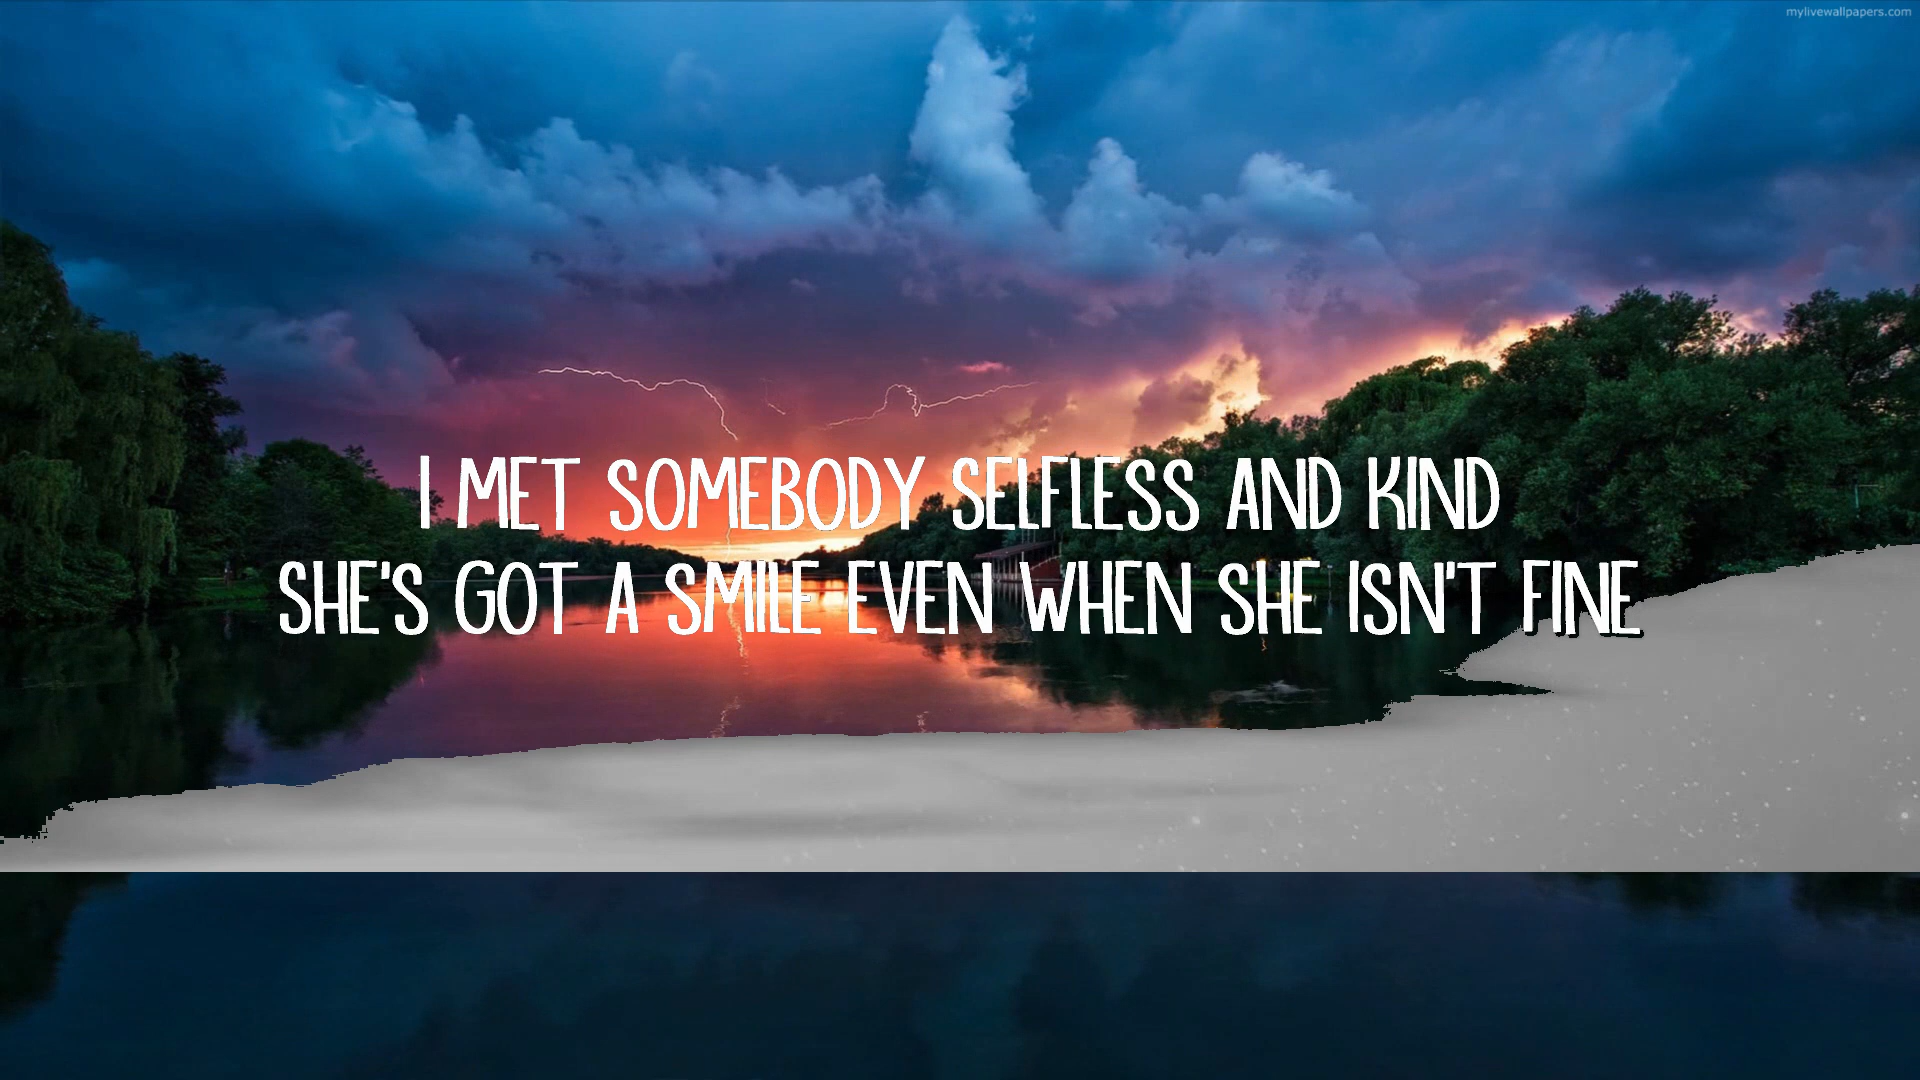 mylivewallpapers.com
I MET SOMEBODY SELFLESS AND KIND
SHE'S GOT A SMILE EVEN WHEN SHE ISN'T FINE